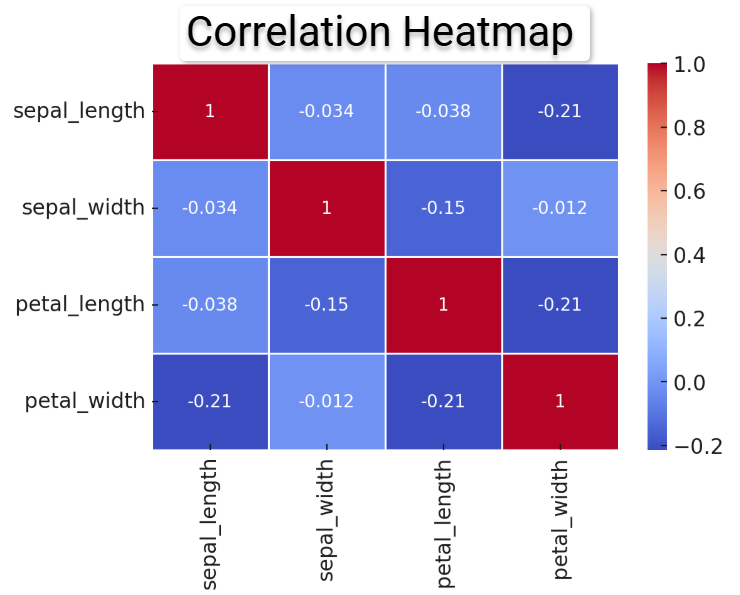 Correlation Heatmap
sepal_length 1 -0.034 -0.038 -0.21
sepal_width -0.034 1 -0.15 -0.012
petal_length -0.038 -0.15 1 -0.21
petal_width -0.21 -0.012 -0.21 1
sepal_length sepal_width petal_length petal_width
1.0
0.8
0.6
0.4
0.2
0.0
−0.2